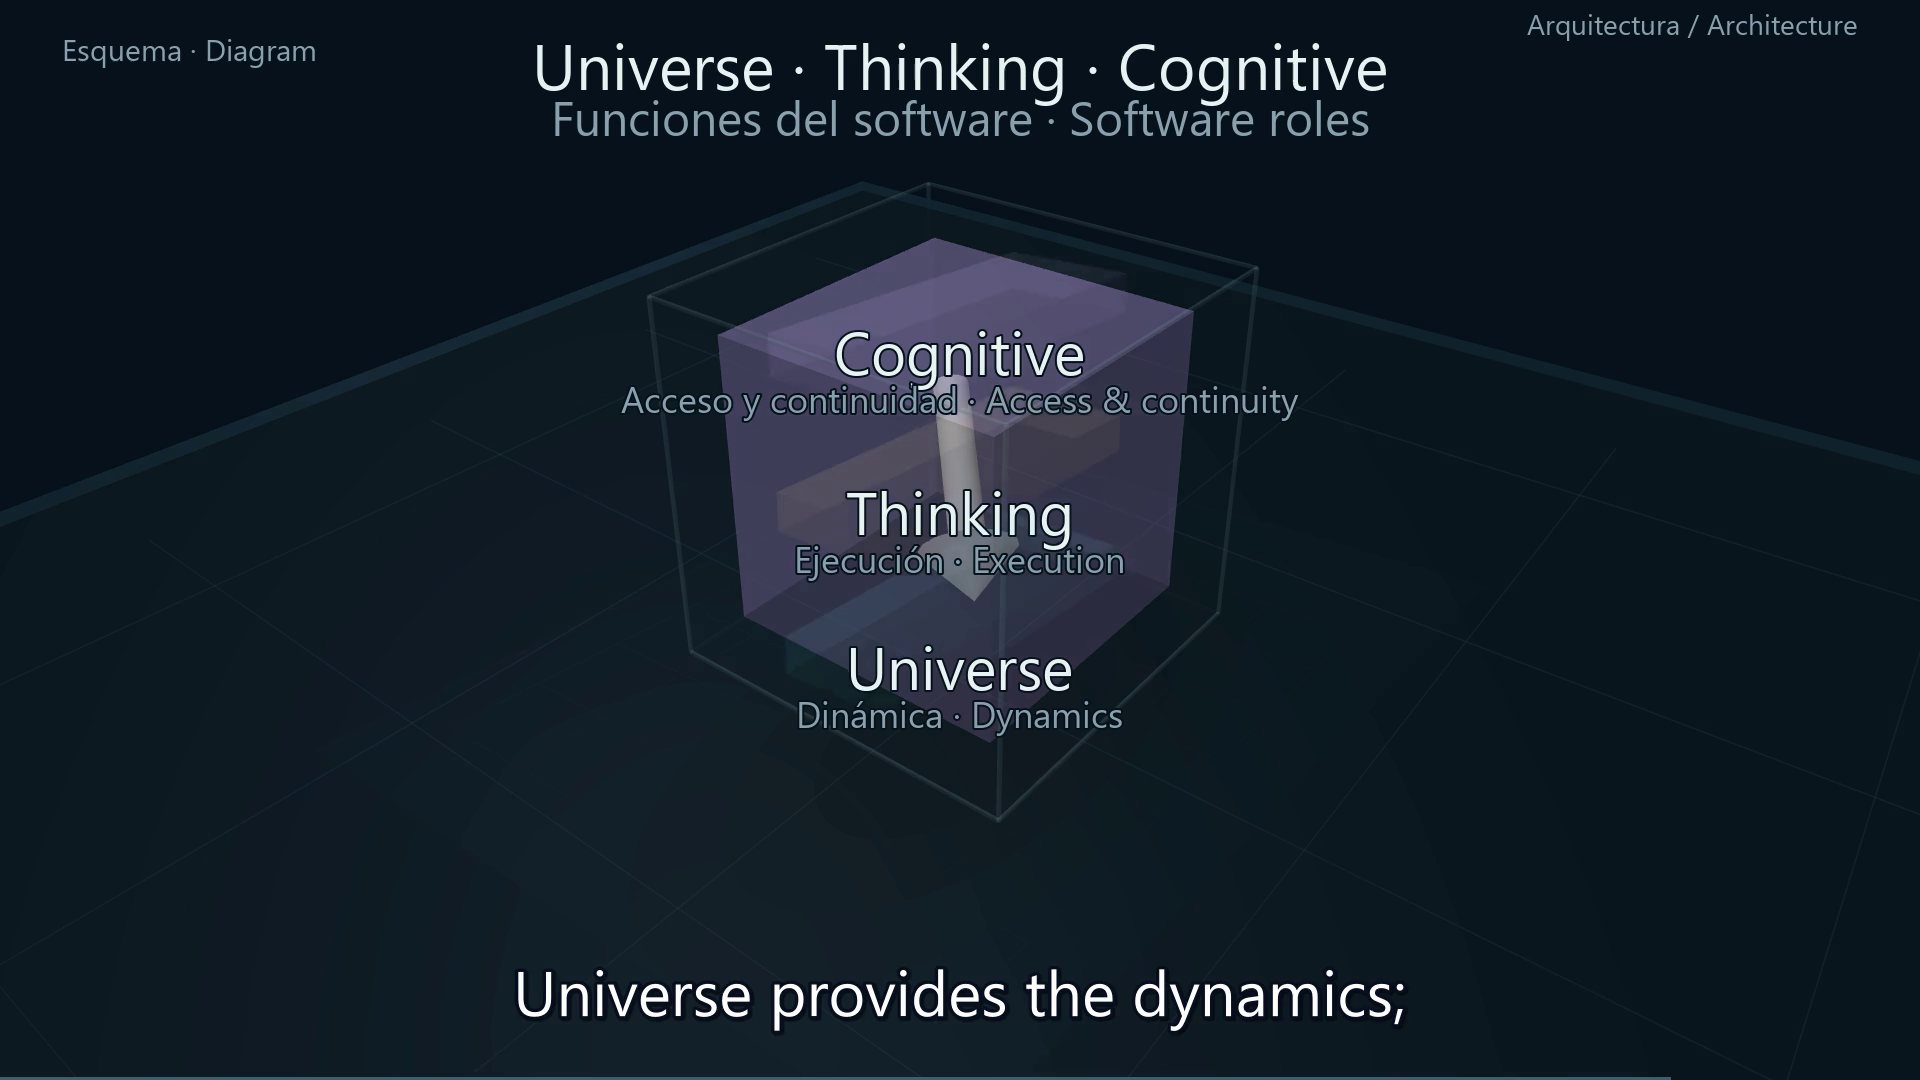 Esquema · Diagram
Arquitectura / Architecture
Universe · Thinking · Cognitive
Funciones del software · Software roles
Cognitive
Acceso y continuidad · Access & continuity
Thinking
Ejecución · Execution
Universe
Dinámica · Dynamics
Universe provides the dynamics;